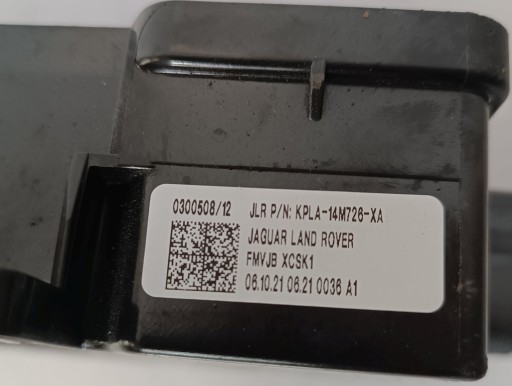 0300508/12 JLR P/N: KPLA-14M726-XA
JAGUAR LAND ROVER
FMVJB XCSK1
06.10.21 06.21 0036 A1